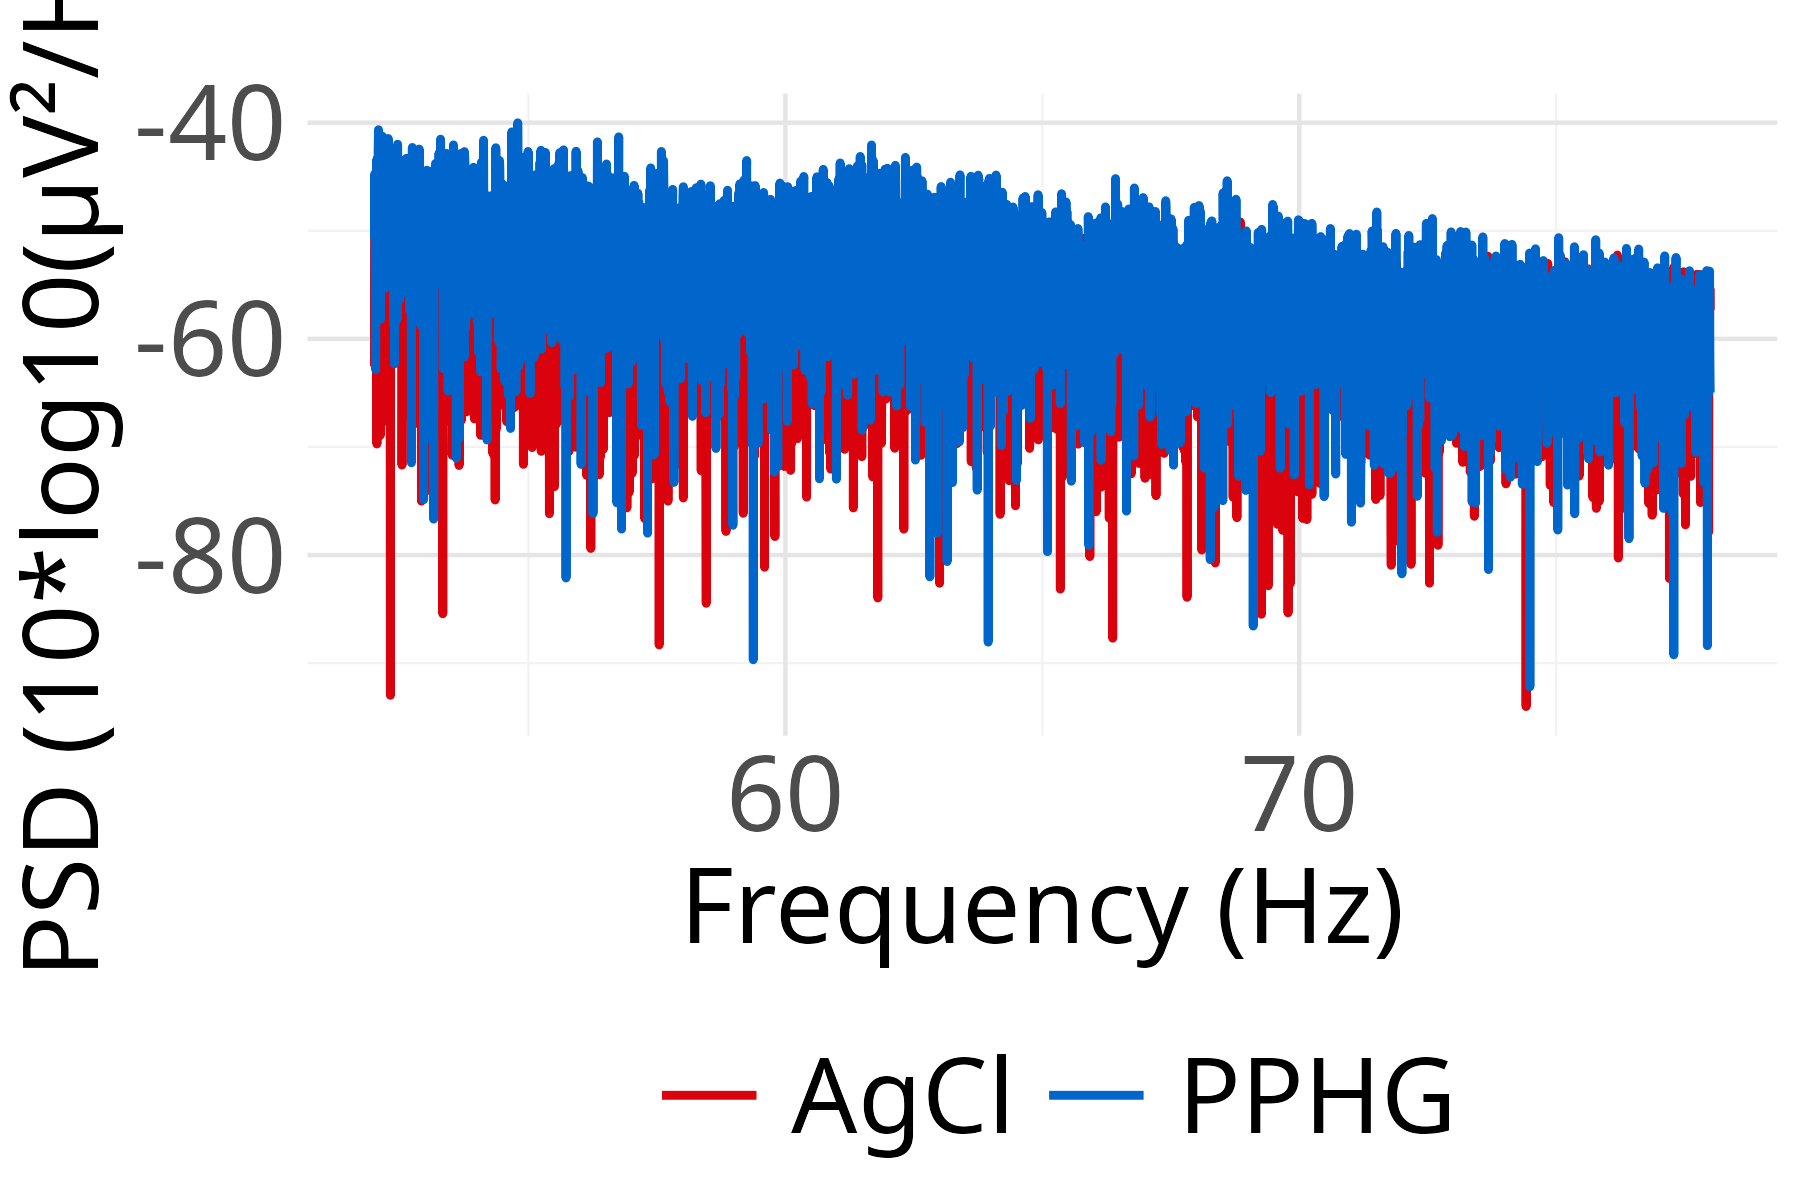 PSD (10*log10(µV²/H
-40
-60
-80
60 70
Frequency (Hz)
AgCl PPHG